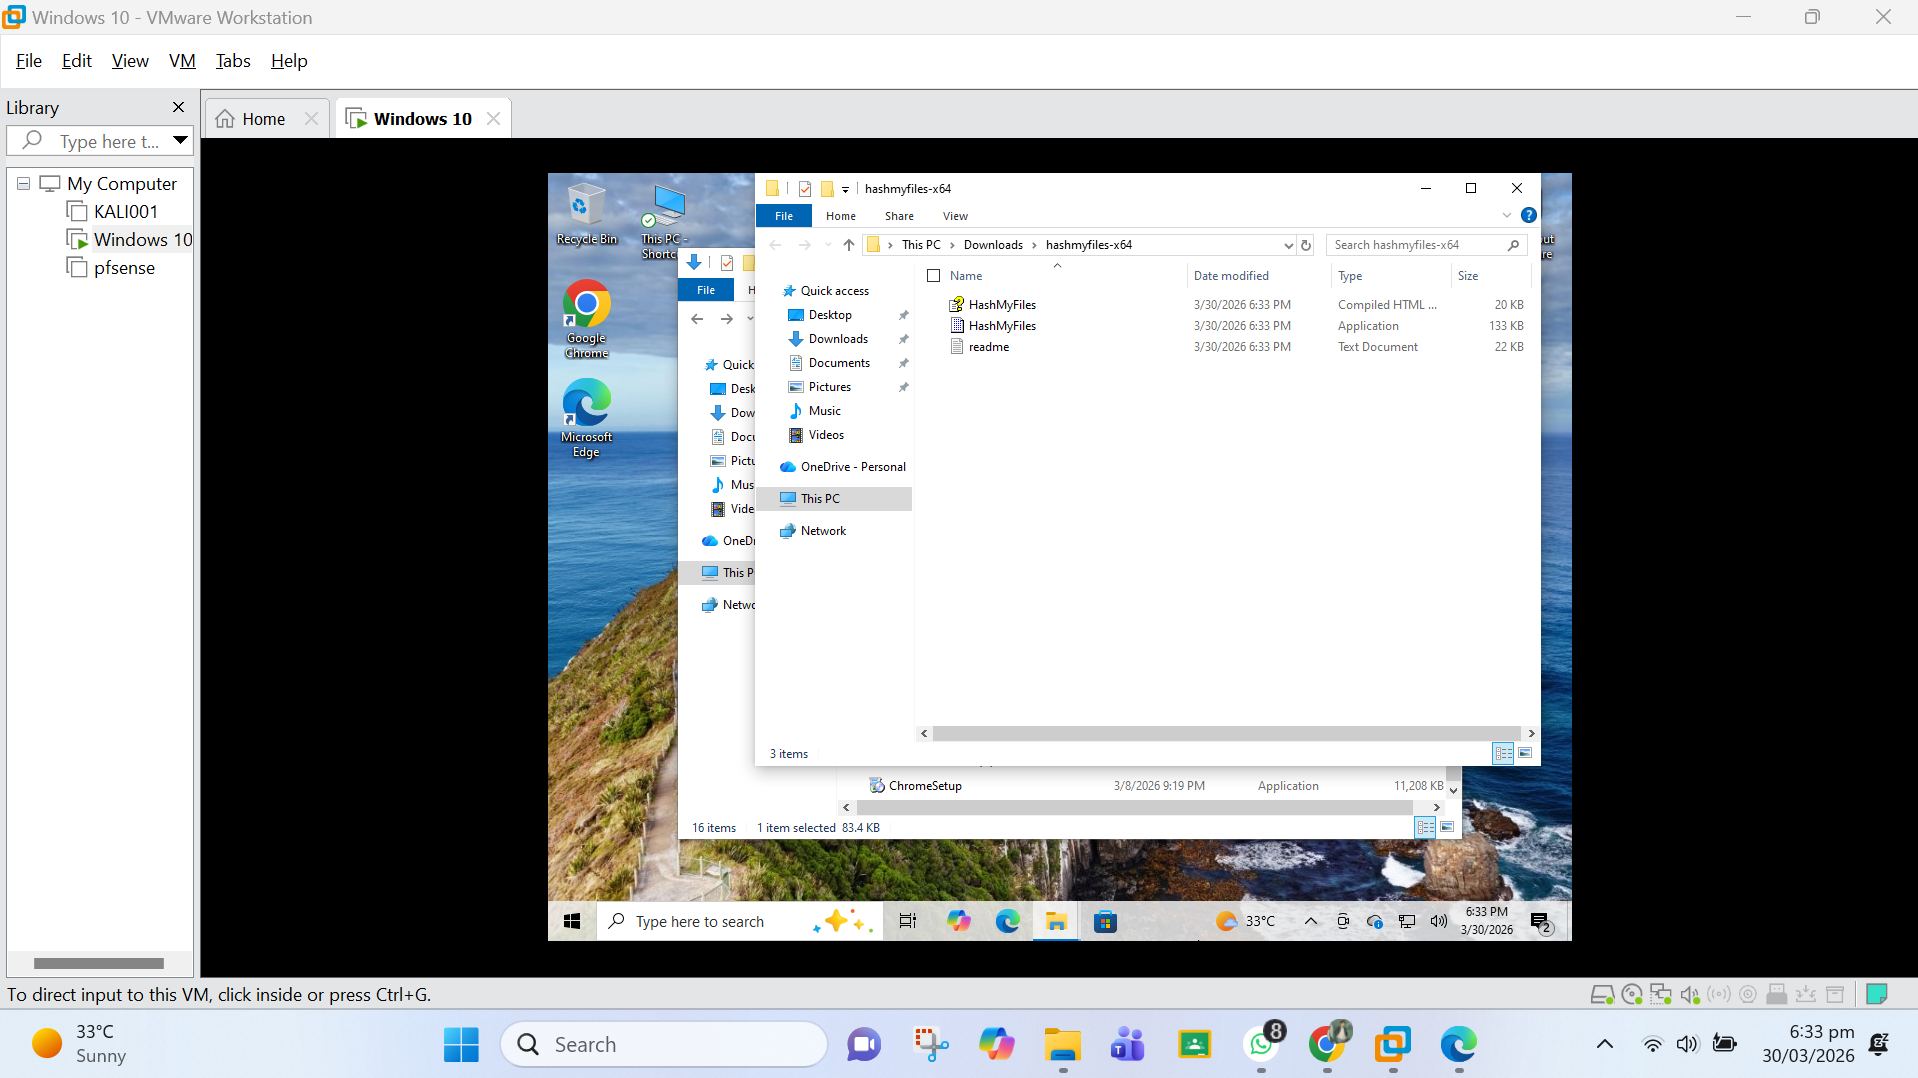 Windows 10 - VMware Workstation
File Edit View VM Tabs Help
Library
Type here t...
My Computer
KALI001
Windows 10
pfsense
Home
Windows 10
Recycle Bin
This PC -
Shortc
Google
Chrome
Microsoft
Edge
hashmyfiles-x64
File Home Share View
This PC Downloads hashmyfiles-x64
Search hashmyfiles-x64
Name Date modified Type Size
Quick access
Desktop
Downloads
Documents
Pictures
Music
Videos
OneDrive - Personal
This PC
Network
HashMyFiles 3/30/2026 6:33 PM Compiled HTML ... 20 KB
HashMyFiles 3/30/2026 6:33 PM Application 133 KB
readme 3/30/2026 6:33 PM Text Document 22 KB
3 items
File H
Quick
Desk
Dow
Docu
Pictu
Mus
Vide
OneDr
This P
Netwo
ChromeSetup 3/8/2026 9:19 PM Application 11,208 KB
16 items 1 item selected 83.4 KB
out
re
Type here to search
33°C
6:33 PM
3/30/2026
2
To direct input to this VM, click inside or press Ctrl+G.
33°C
Sunny
Search
8
6:33 pm
30/03/2026